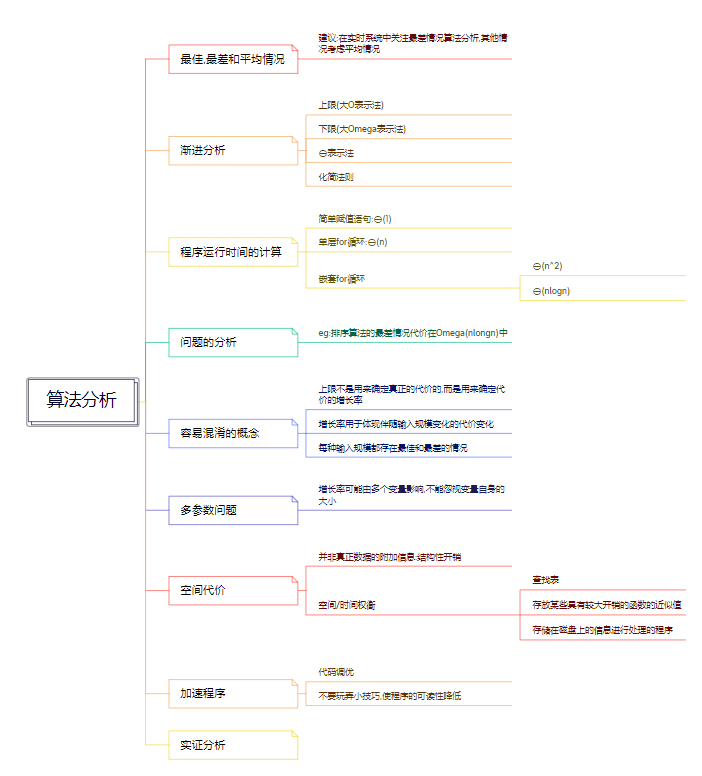 算法分析
最佳,最差和平均情况
建议:在实时系统中关注最差情况算法分析,其他情
况考虑平均情况
渐进分析
上限(大O表示法)
下限(大Omega表示法)
⊖表示法
化简法则
程序运行时间的计算
简单赋值语句:⊖(1)
单层for循环:⊖(n)
嵌套for循环
⊖(n^2)
⊖(nlogn)
问题的分析
eg:排序算法的最差情况代价在Omega(nlongn)中
容易混淆的概念
上限不是用来确定真正的代价的,而是用来确定代
价的增长率
增长率用于体现伴随输入规模变化的代价变化
每种输入规模都存在最佳和最差的情况
多参数问题
增长率可能由多个变量影响,不能忽视变量自身的
大小
空间代价
并非真正数据的附加信息:结构性开销
空间/时间权衡
查找表
存放某些具有较大开销的函数的近似值
存储在磁盘上的信息进行处理的程序
加速程序
代码调优
不要玩弄小技巧,使程序的可读性降低
实证分析